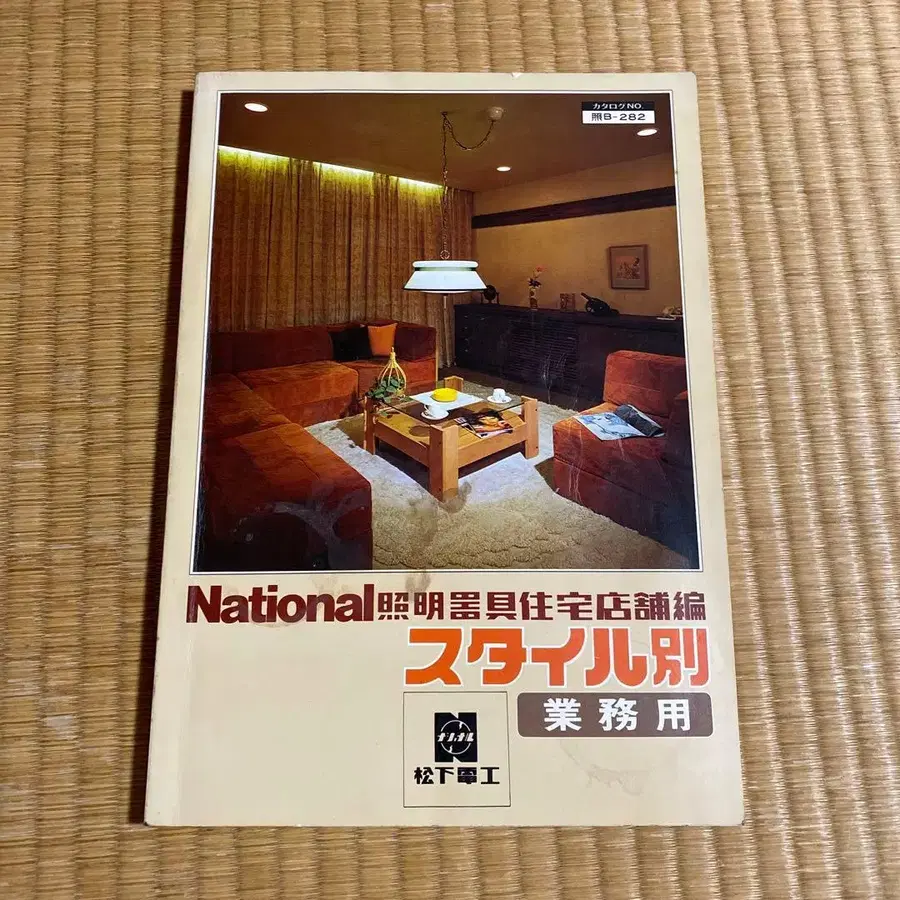 カタログNO.
照B-282
National照明器具住宅店舗編
スタイル別
業務用
N
ナショナル
松下電工